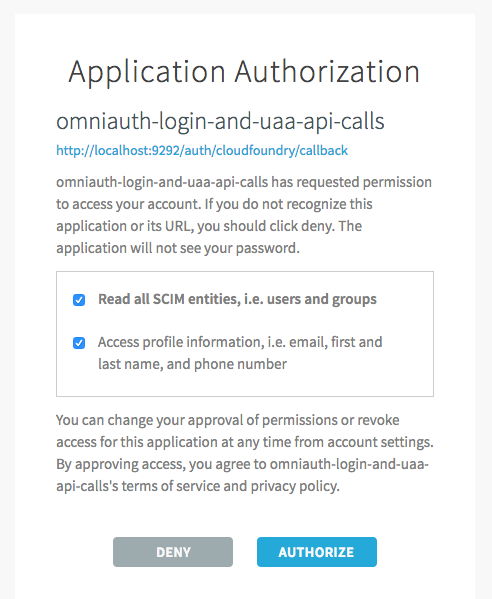 Application Authorization
omniauth-login-and-uaa-api-calls
http://localhost:9292/auth/cloudfoundry/callback
omniauth-login-and-uaa-api-calls has requested permission
to access your account. If you do not recognize this
application or its URL, you should click deny. The
application will not see your password.
Read all SCIM entities, i.e. users and groups
Access profile information, i.e. email, first and
last name, and phone number
You can change your approval of permissions or revoke
access for this application at any time from account settings.
By approving access, you agree to omniauth-login-and-uaa-
api-calls's terms of service and privacy policy.
DENY
AUTHORIZE